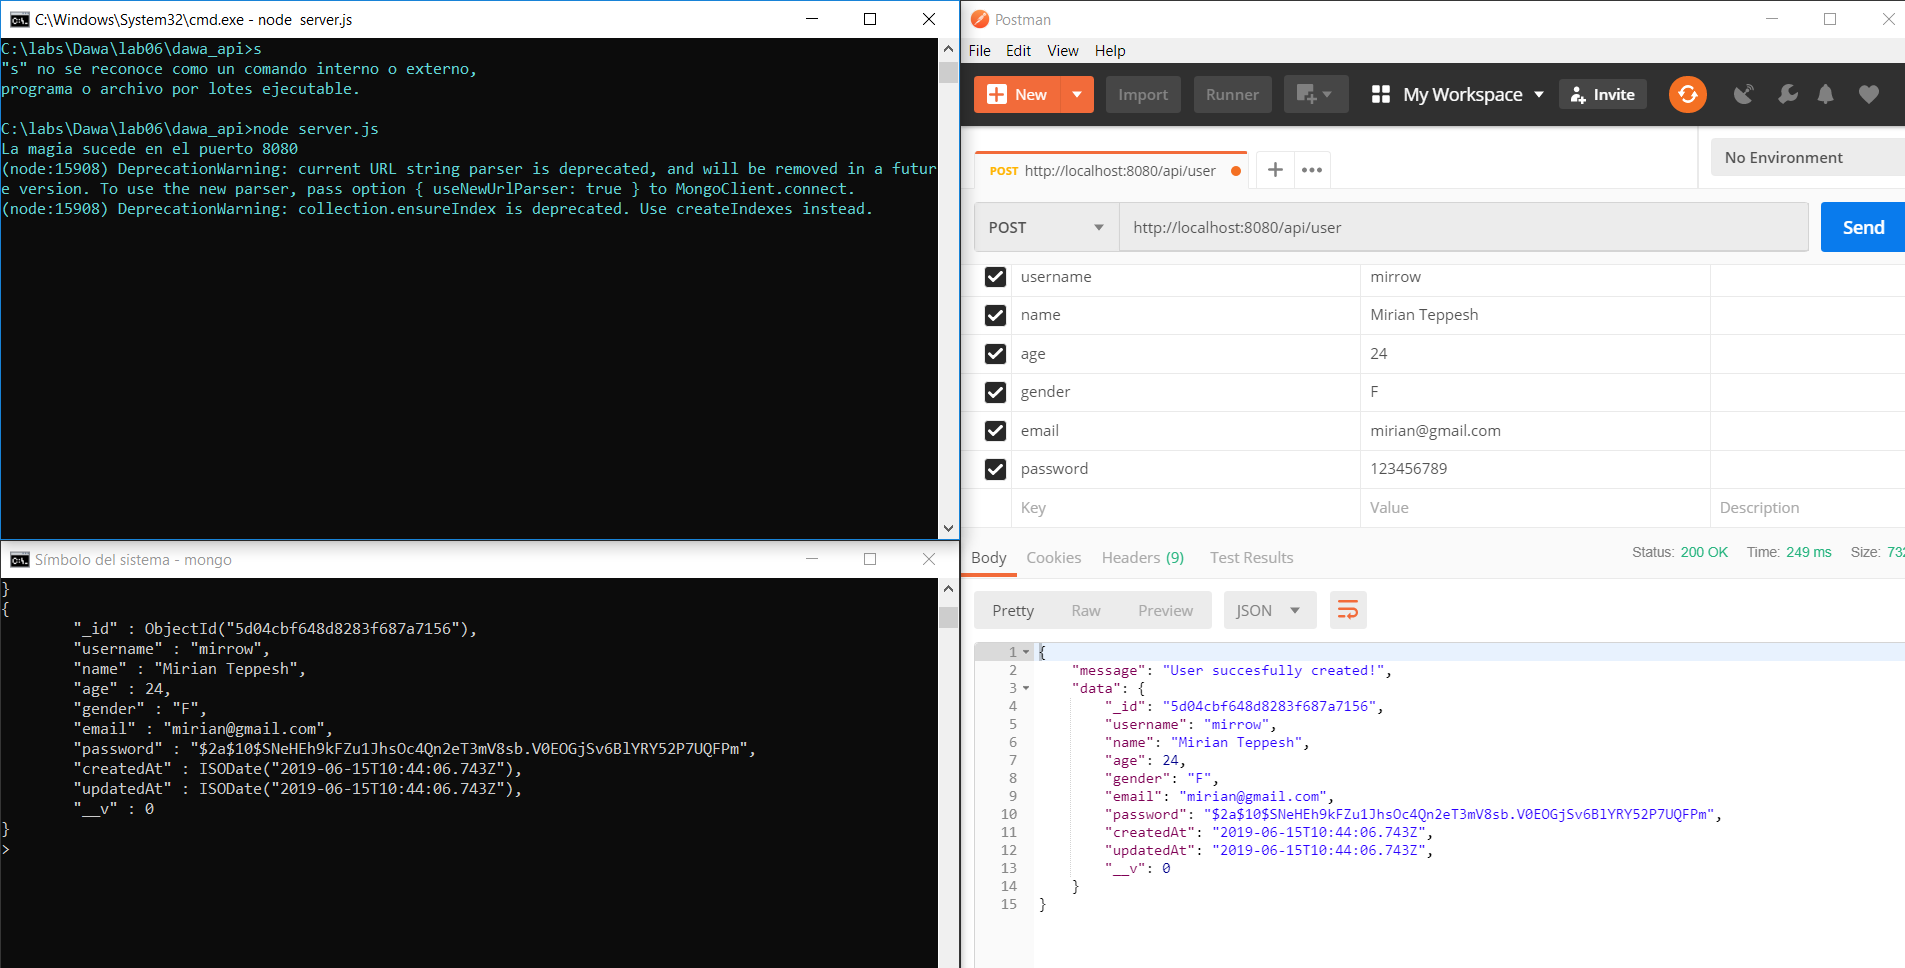 C:\Windows\System32\cmd.exe - node  server.js
C:\labs\Dawa\lab06\dawa_api>s
"s" no se reconoce como un comando interno o externo,
programa o archivo por lotes ejecutable.
C:\labs\Dawa\lab06\dawa_api>node server.js
La magia sucede en el puerto 8080
(node:15908) DeprecationWarning: current URL string parser is deprecated, and will be removed in a futur
e version. To use the new parser, pass option { useNewUrlParser: true } to MongoClient.connect.
(node:15908) DeprecationWarning: collection.ensureIndex is deprecated. Use createIndexes instead.
Símbolo del sistema - mongo
}
{
"_id" : ObjectId("5d04cbf648d8283f687a7156"),
"username" : "mirrow",
"name" : "Mirian Teppesh",
"age" : 24,
"gender" : "F",
"email" : "mirian@gmail.com",
"password" : "$2a$10$SNeHEh9kFZu1JhsOc4Qn2eT3mV8sb.V0EOGjSv6BlYRY52P7UQFPm",
"createdAt" : ISODate("2019-06-15T10:44:06.743Z"),
"updatedAt" : ISODate("2019-06-15T10:44:06.743Z"),
"__v" : 0
}
>
Postman
File Edit View Help
New Import Runner My Workspace Invite
POST http://localhost:8080/api/user + ••• No Environment
POST http://localhost:8080/api/user Send
username mirrow
name Mirian Teppesh
age 24
gender F
email mirian@gmail.com
password 123456789
Key Value Description
Body Cookies Headers (9) Test Results Status: 200 OK Time: 249 ms Size: 732
Pretty Raw Preview JSON
1 {
2 "message": "User succesfully created!",
3 "data": {
4 "_id": "5d04cbf648d8283f687a7156",
5 "username": "mirrow",
6 "name": "Mirian Teppesh",
7 "age": 24,
8 "gender": "F",
9 "email": "mirian@gmail.com",
10 "password": "$2a$10$SNeHEh9kFZu1JhsOc4Qn2eT3mV8sb.V0EOGjSv6BlYRY52P7UQFPm",
11 "createdAt": "2019-06-15T10:44:06.743Z",
12 "updatedAt": "2019-06-15T10:44:06.743Z",
13 "__v": 0
14 }
15 }